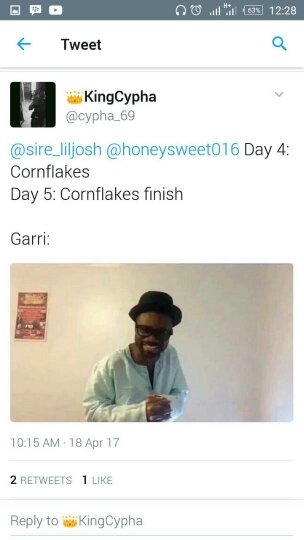 63% 12:28
Tweet
KingCypha
@cypha_69
@sire_liljosh @honeysweet016 Day 4:
Cornflakes
Day 5: Cornflakes finish
Garri:
10:15 AM · 18 Apr 17
2 RETWEETS 1 LIKE
Reply to 👑KingCypha